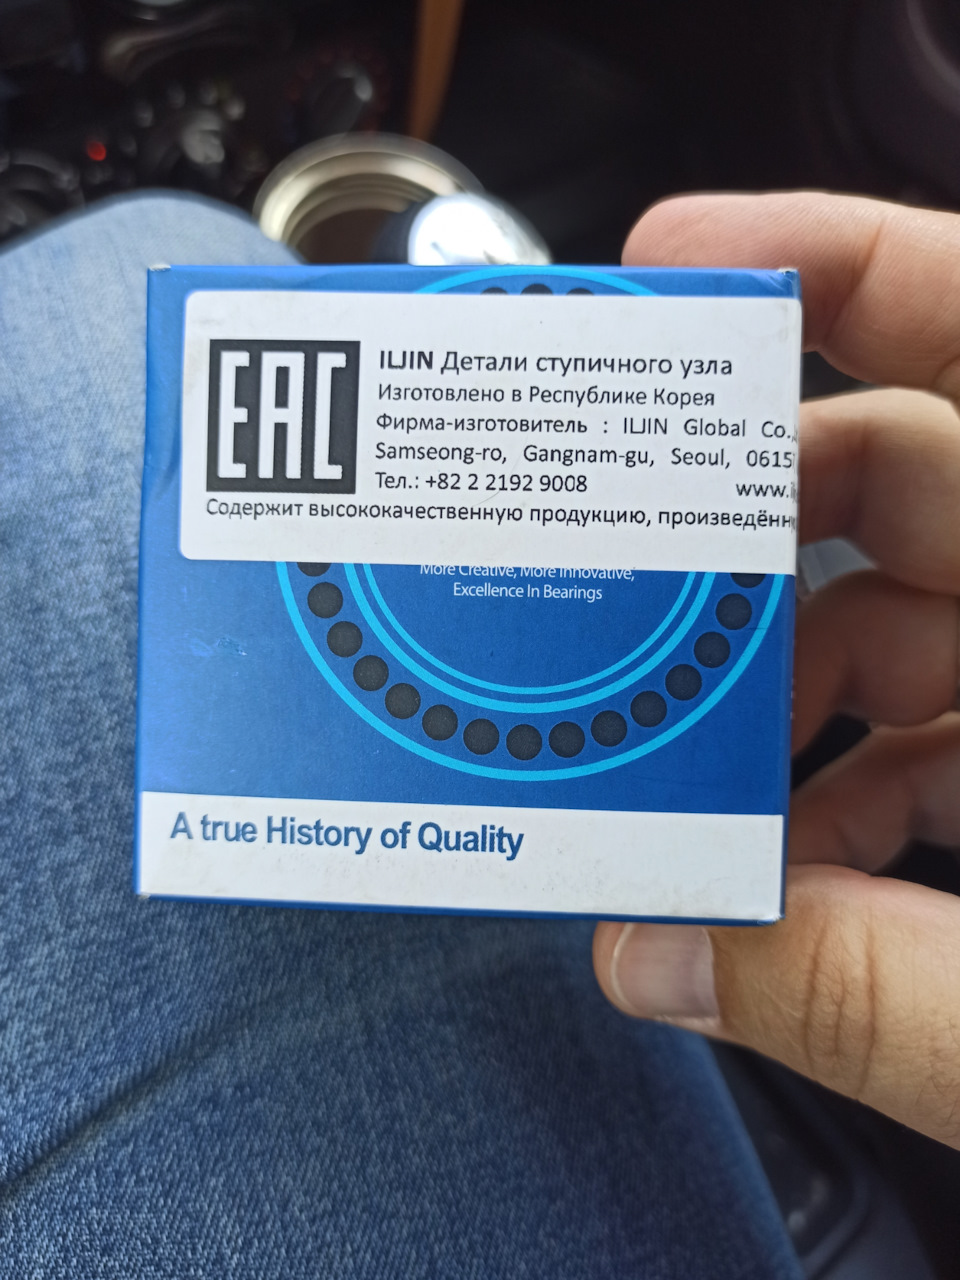 EAC
ILJIN Детали ступичного узла
Изготовлено в Республике Корея
Фирма-изготовитель : ILJIN Global Co.,
Samseong-ro, Gangnam-gu, Seoul, 0615
Тел.: +82 2 2192 9008
www.
Содержит высококачественную продукцию,
More Creative, More Innovative,
Excellence In Bearings
A true History of Quality